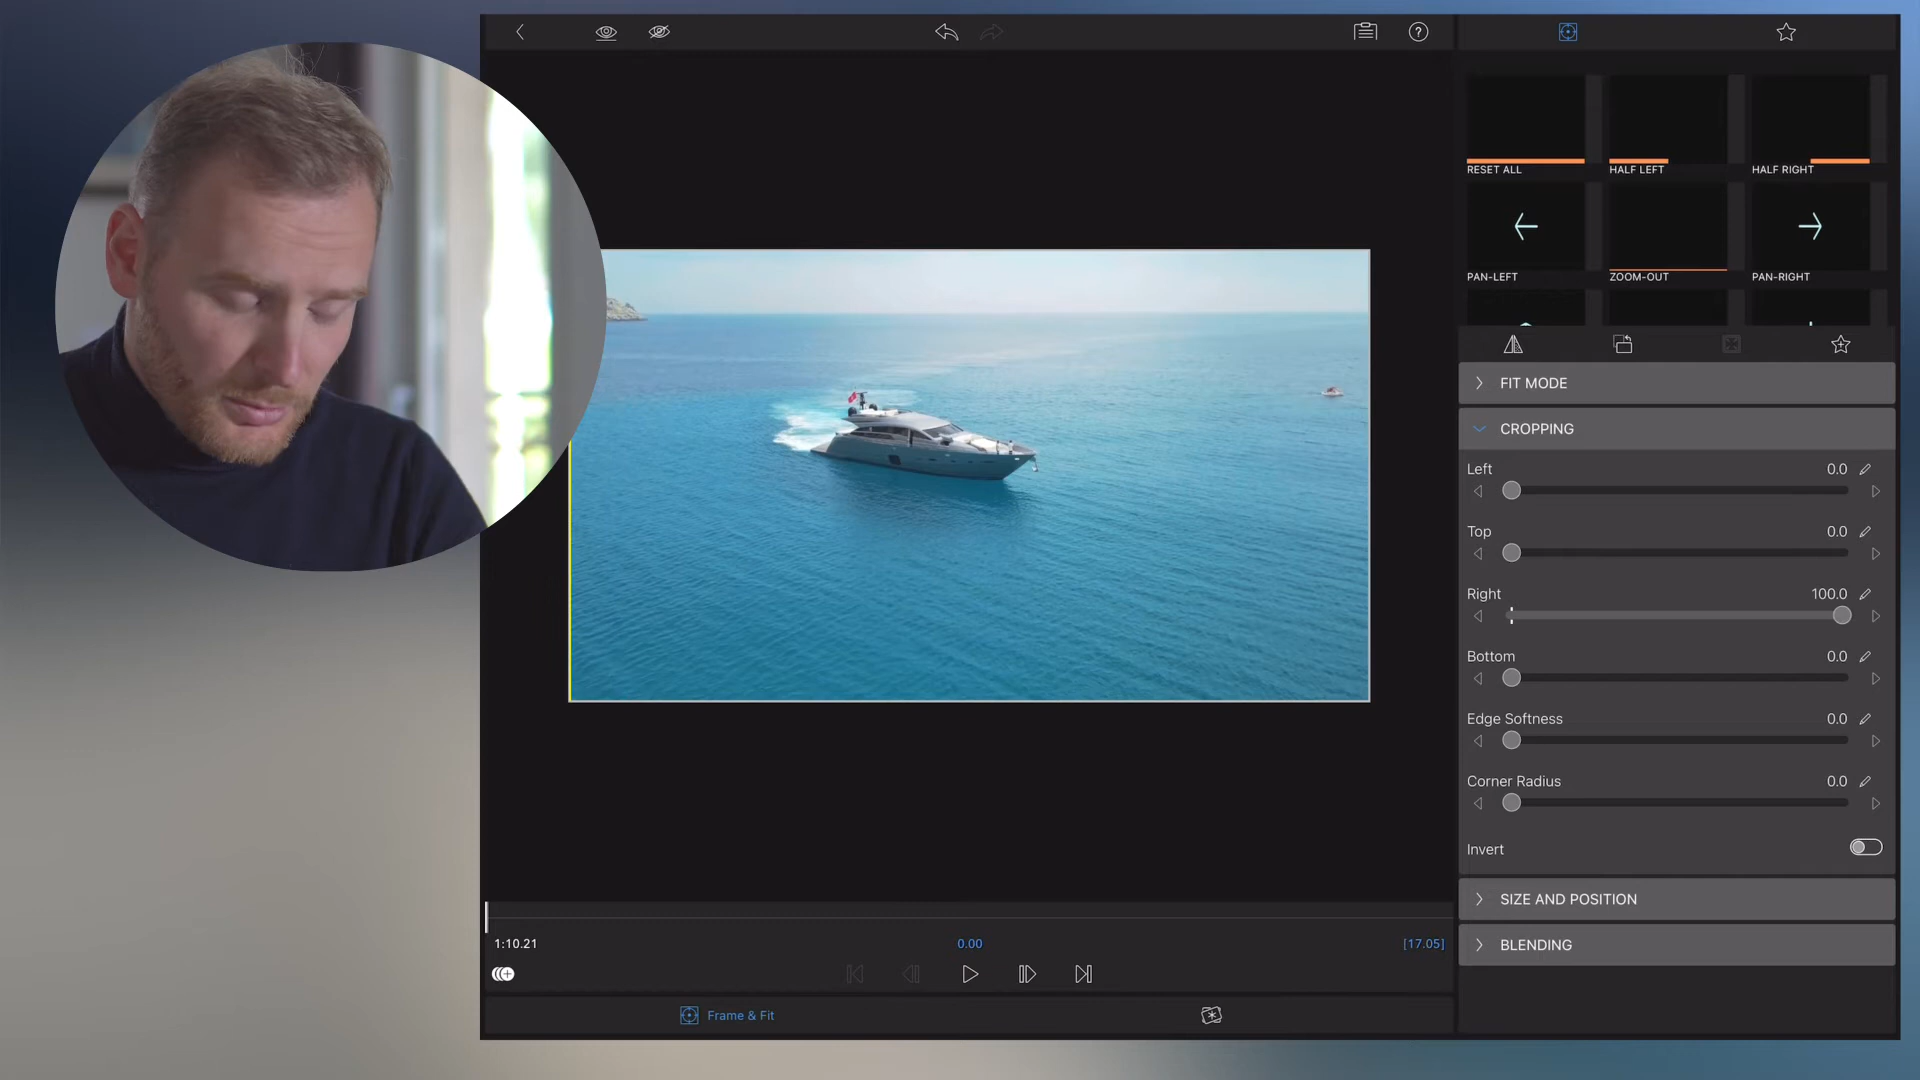 RESET ALL
HALF LEFT
HALF RIGHT
PAN-LEFT
ZOOM-OUT
PAN-RIGHT
FIT MODE
CROPPING
Left 0.0
Top 0.0
Right 100.0
Bottom 0.0
Edge Softness 0.0
Corner Radius 0.0
Invert
SIZE AND POSITION
BLENDING
1:10.21
0.00
[17.05]
Frame & Fit